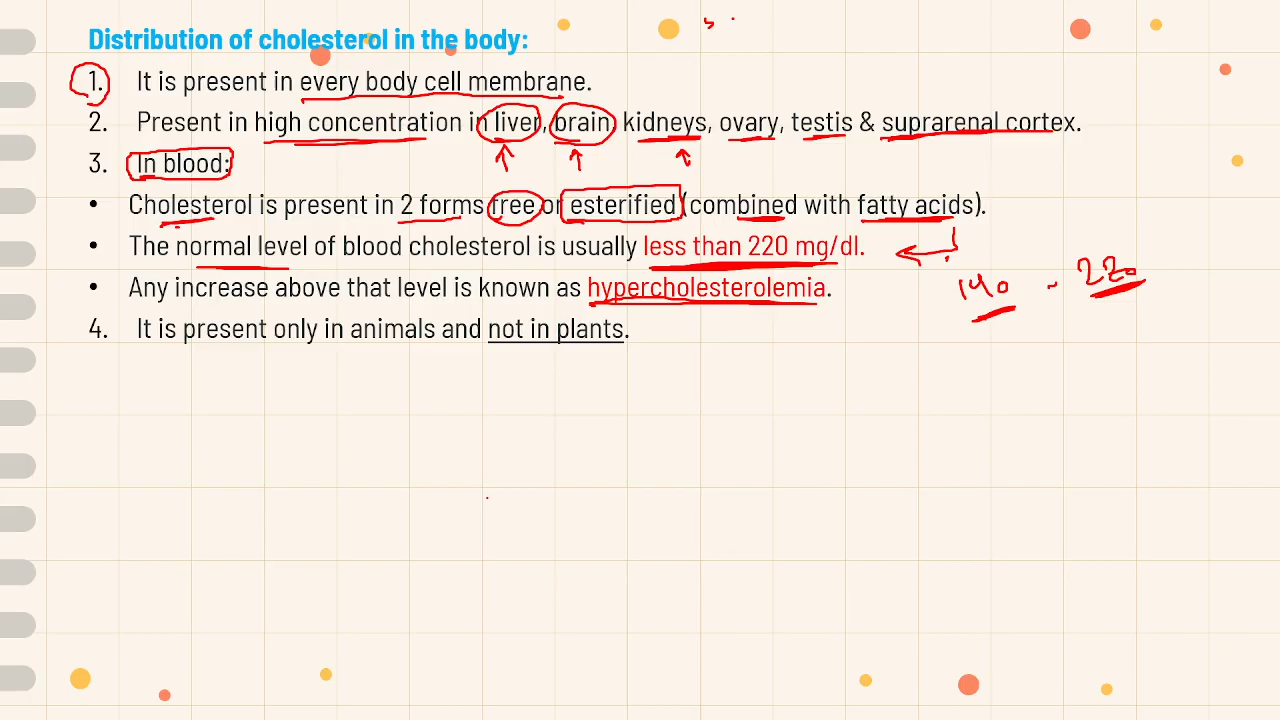 Distribution of cholesterol in the body:
1. It is present in every body cell membrane.
2. Present in high concentration in liver, brain, kidneys, ovary, testis & suprarenal cortex.
3. In blood:
• Cholesterol is present in 2 forms free or esterified (combined with fatty acids).
• The normal level of blood cholesterol is usually less than 220 mg/dl.
• Any increase above that level is known as hypercholesterolemia.
140 - 220
4. It is present only in animals and not in plants.